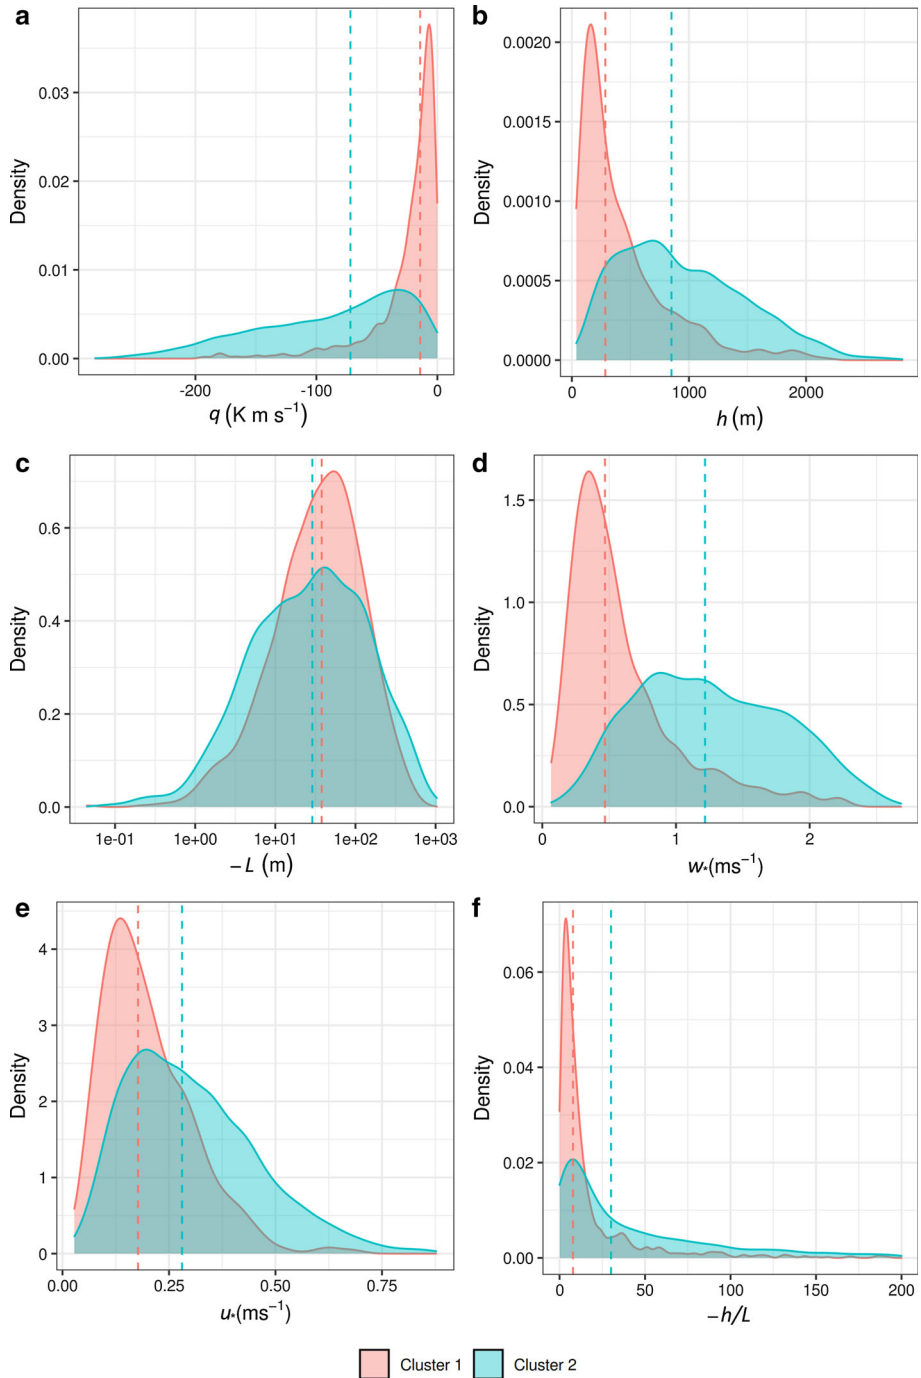 a
0.03
0.02
0.01
0.00
Density
-200
-100
0
q (K m s⁻¹)
b
0.0020
0.0015
0.0010
0.0005
0.0000
Density
0
1000
2000
h (m)
c
0.6
0.4
0.2
0.0
Density
1e-01
1e+00
1e+01
1e+02
1e+03
−L (m)
d
1.5
1.0
0.5
0.0
Density
0
1
2
w* (ms⁻¹)
e
4
3
2
1
0
Density
0.00
0.25
0.50
0.75
u* (ms⁻¹)
f
0.06
0.04
0.02
0.00
Density
0
50
100
150
200
−h/L
Cluster 1
Cluster 2